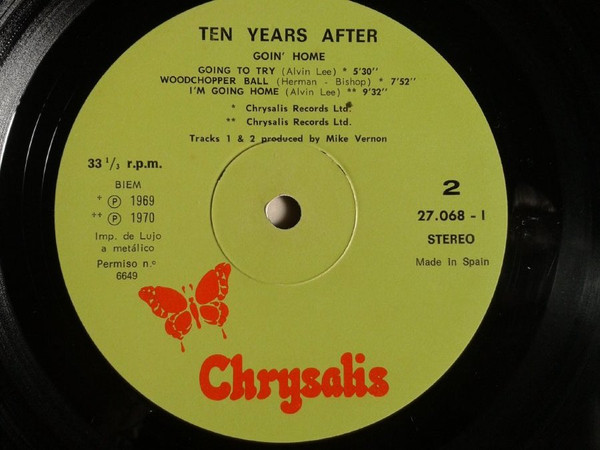 TEN YEARS AFTER
GOIN' HOME
GOING TO TRY (Alvin Lee) * 5'30''
WOODCHOPPER BALL (Herman - Bishop) * 7'52''
I'M GOING HOME (Alvin Lee) ** 9'32''
* Chrysalis Records Ltd.
** Chrysalis Records Ltd.
Tracks 1 & 2 produced by Mike Vernon
33 1/3 r.p.m.
BIEM
+ Ⓟ 1969
++ Ⓟ 1970
Imp. de Lujo
a metálico
Permiso n.º
6649
2
27.068 - I
STEREO
Made In Spain
Chrysalis